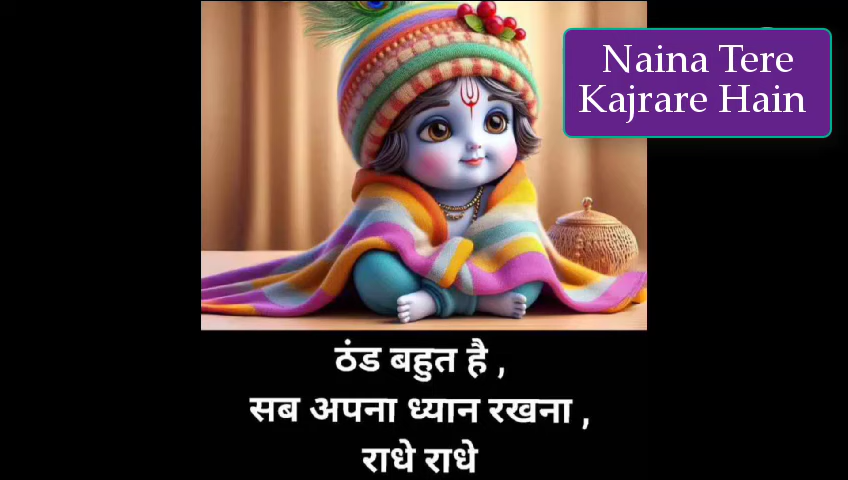 Naina Tere
Kajrare Hain
ठंड बहुत है ,
सब अपना ध्यान रखना ,
राधे राधे